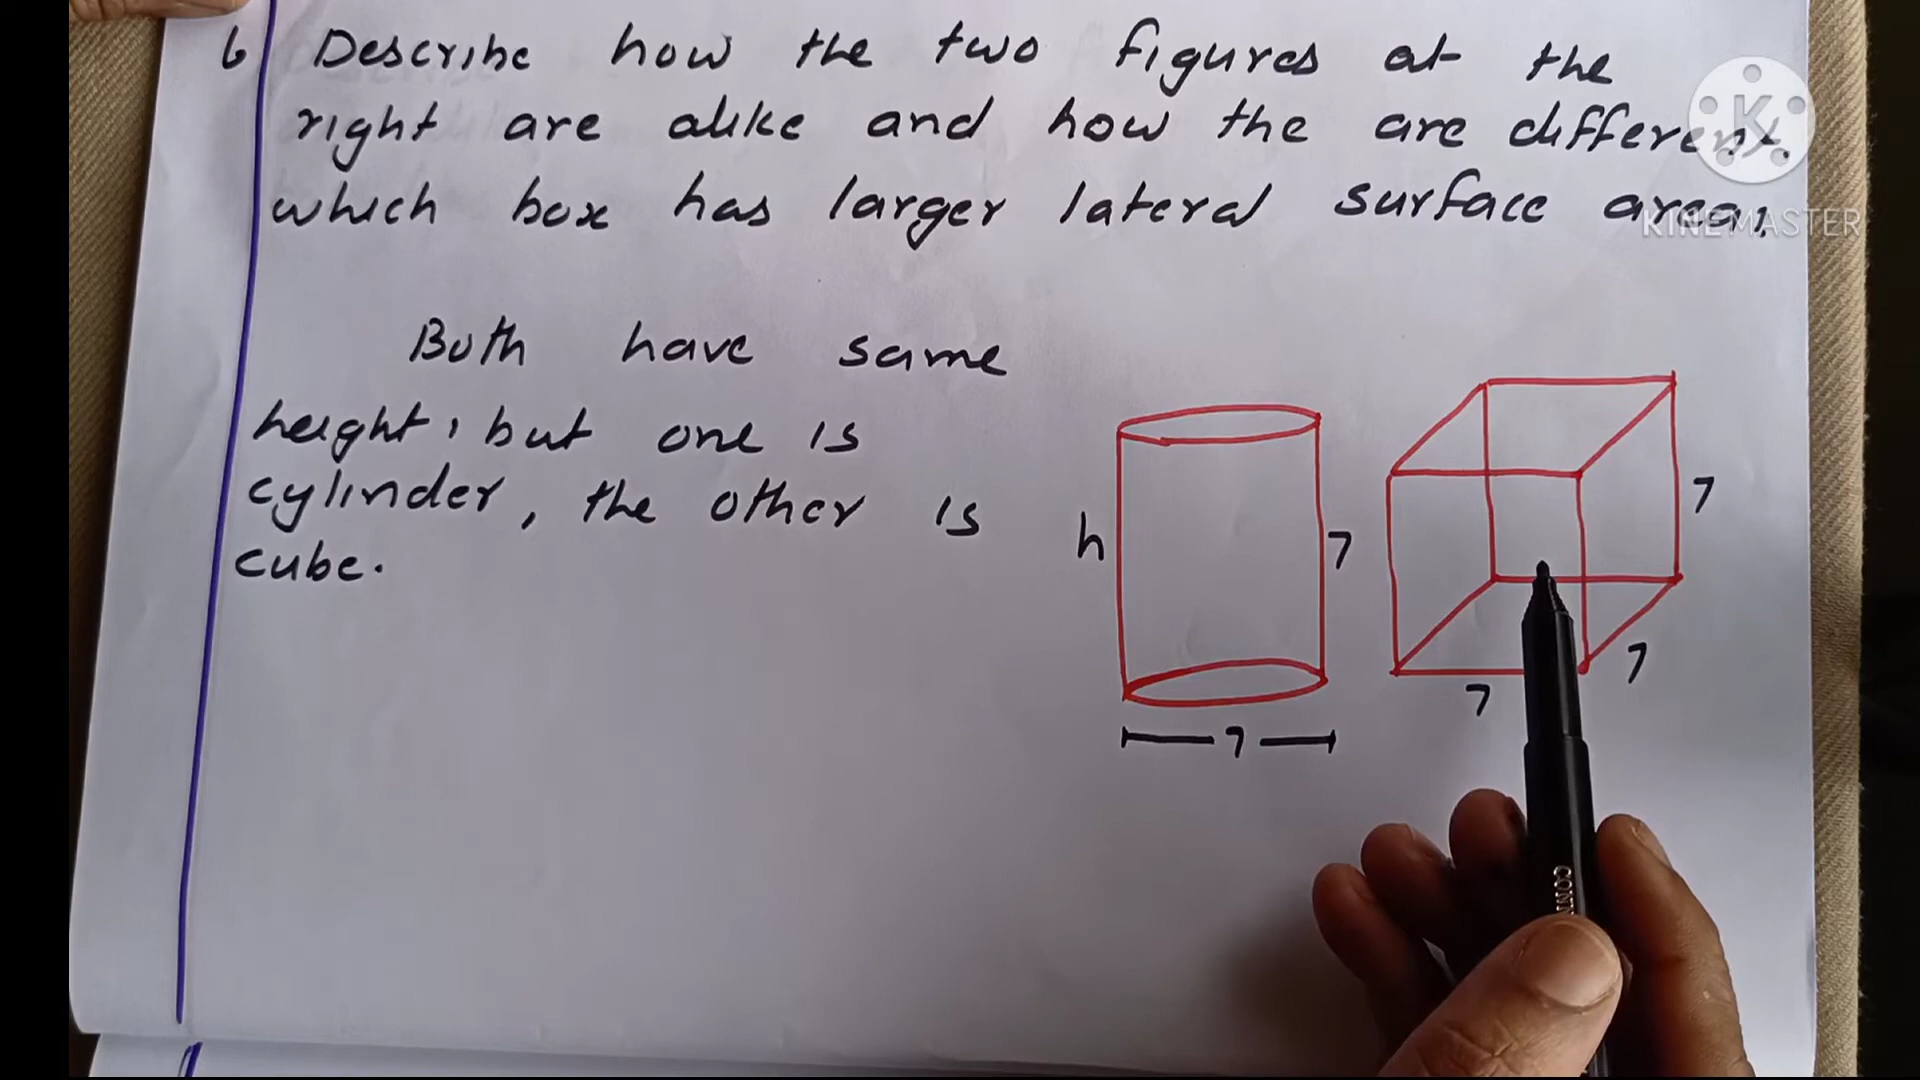 6 Describe how the two figures at the
right are alike and how the are different.
which box has larger lateral surface area?
Both have same
height, but one is
cylinder, the other is
cube.
h
7
7
7
7
7
K
KINEMASTER
CONN